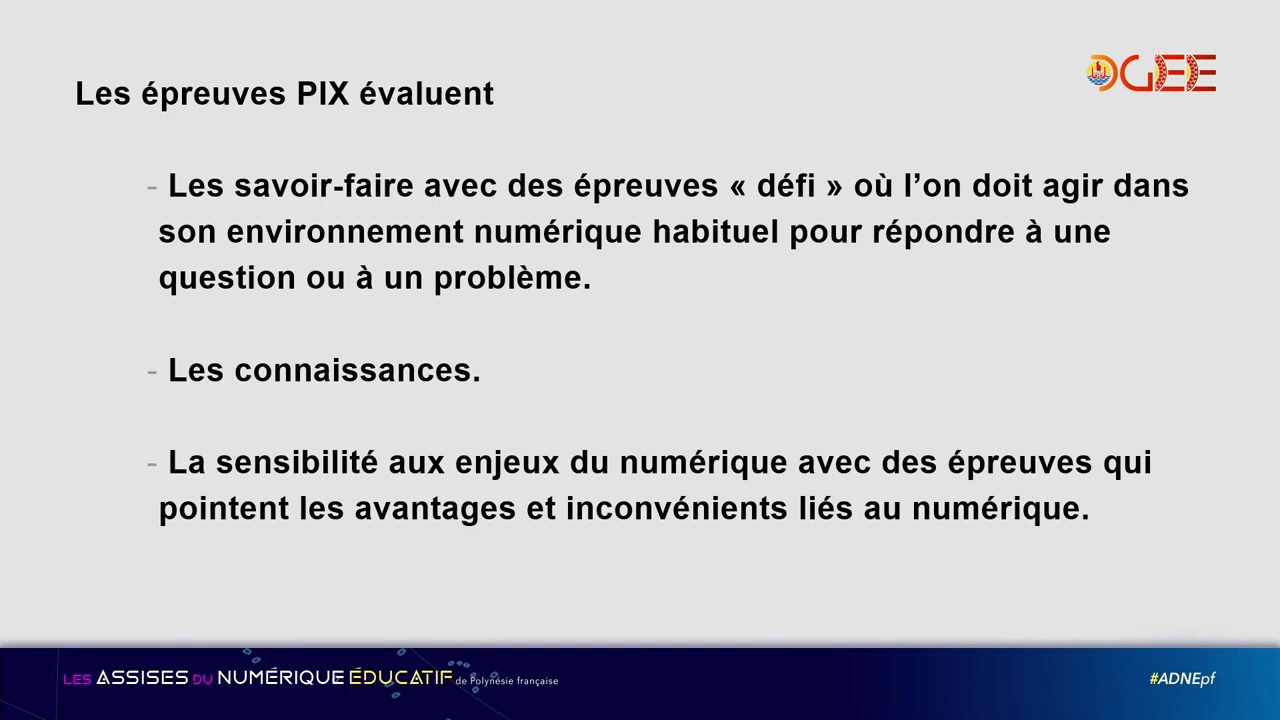 DGEE
Les épreuves PIX évaluent
- Les savoir-faire avec des épreuves « défi » où l’on doit agir dans
son environnement numérique habituel pour répondre à une
question ou à un problème.
- Les connaissances.
- La sensibilité aux enjeux du numérique avec des épreuves qui
pointent les avantages et inconvénients liés au numérique.
LES ASSISES DU NUMÉRIQUE ÉDUCATIF de Polynésie française
#ADNEpf